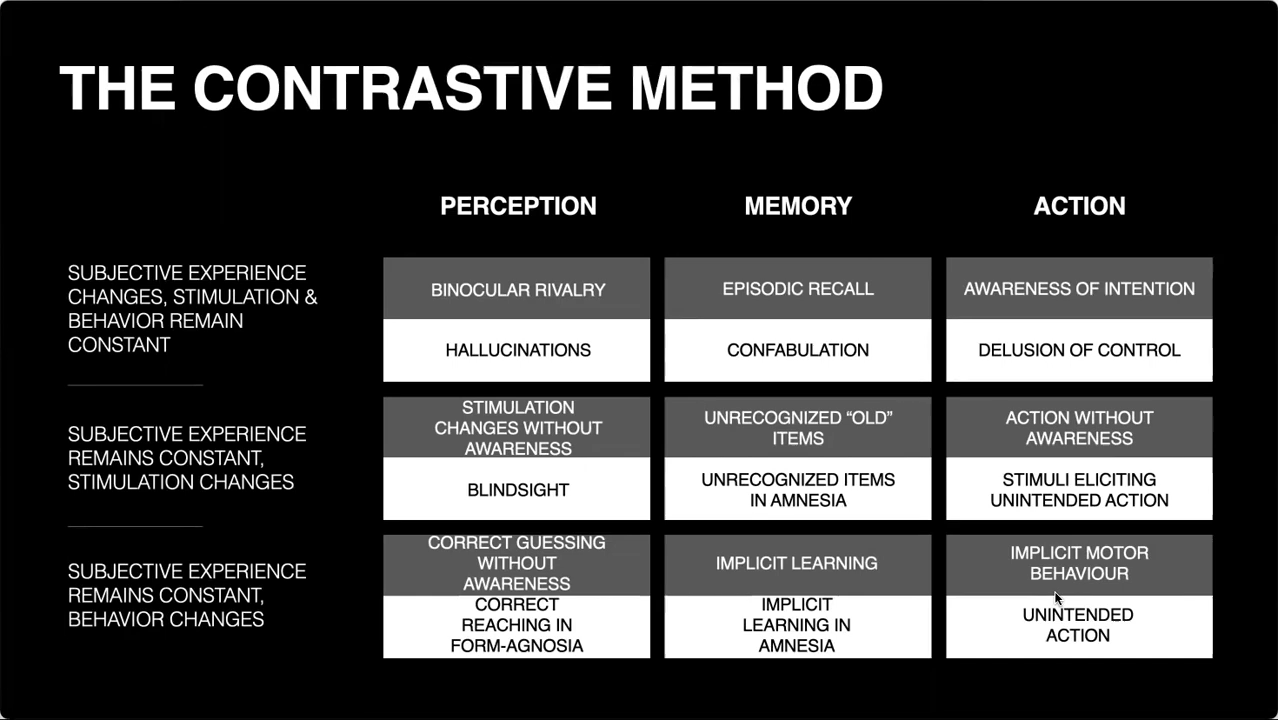 THE CONTRASTIVE METHOD
PERCEPTION
MEMORY
ACTION
SUBJECTIVE EXPERIENCE
CHANGES, STIMULATION &
BEHAVIOR REMAIN
CONSTANT
BINOCULAR RIVALRY
EPISODIC RECALL
AWARENESS OF INTENTION
HALLUCINATIONS
CONFABULATION
DELUSION OF CONTROL
SUBJECTIVE EXPERIENCE
REMAINS CONSTANT,
STIMULATION CHANGES
STIMULATION
CHANGES WITHOUT
AWARENESS
UNRECOGNIZED “OLD”
ITEMS
ACTION WITHOUT
AWARENESS
BLINDSIGHT
UNRECOGNIZED ITEMS
IN AMNESIA
STIMULI ELICITING
UNINTENDED ACTION
SUBJECTIVE EXPERIENCE
REMAINS CONSTANT,
BEHAVIOR CHANGES
CORRECT GUESSING
WITHOUT
AWARENESS
IMPLICIT LEARNING
IMPLICIT MOTOR
BEHAVIOUR
CORRECT
REACHING IN
FORM-AGNOSIA
IMPLICIT
LEARNING IN
AMNESIA
UNINTENDED
ACTION